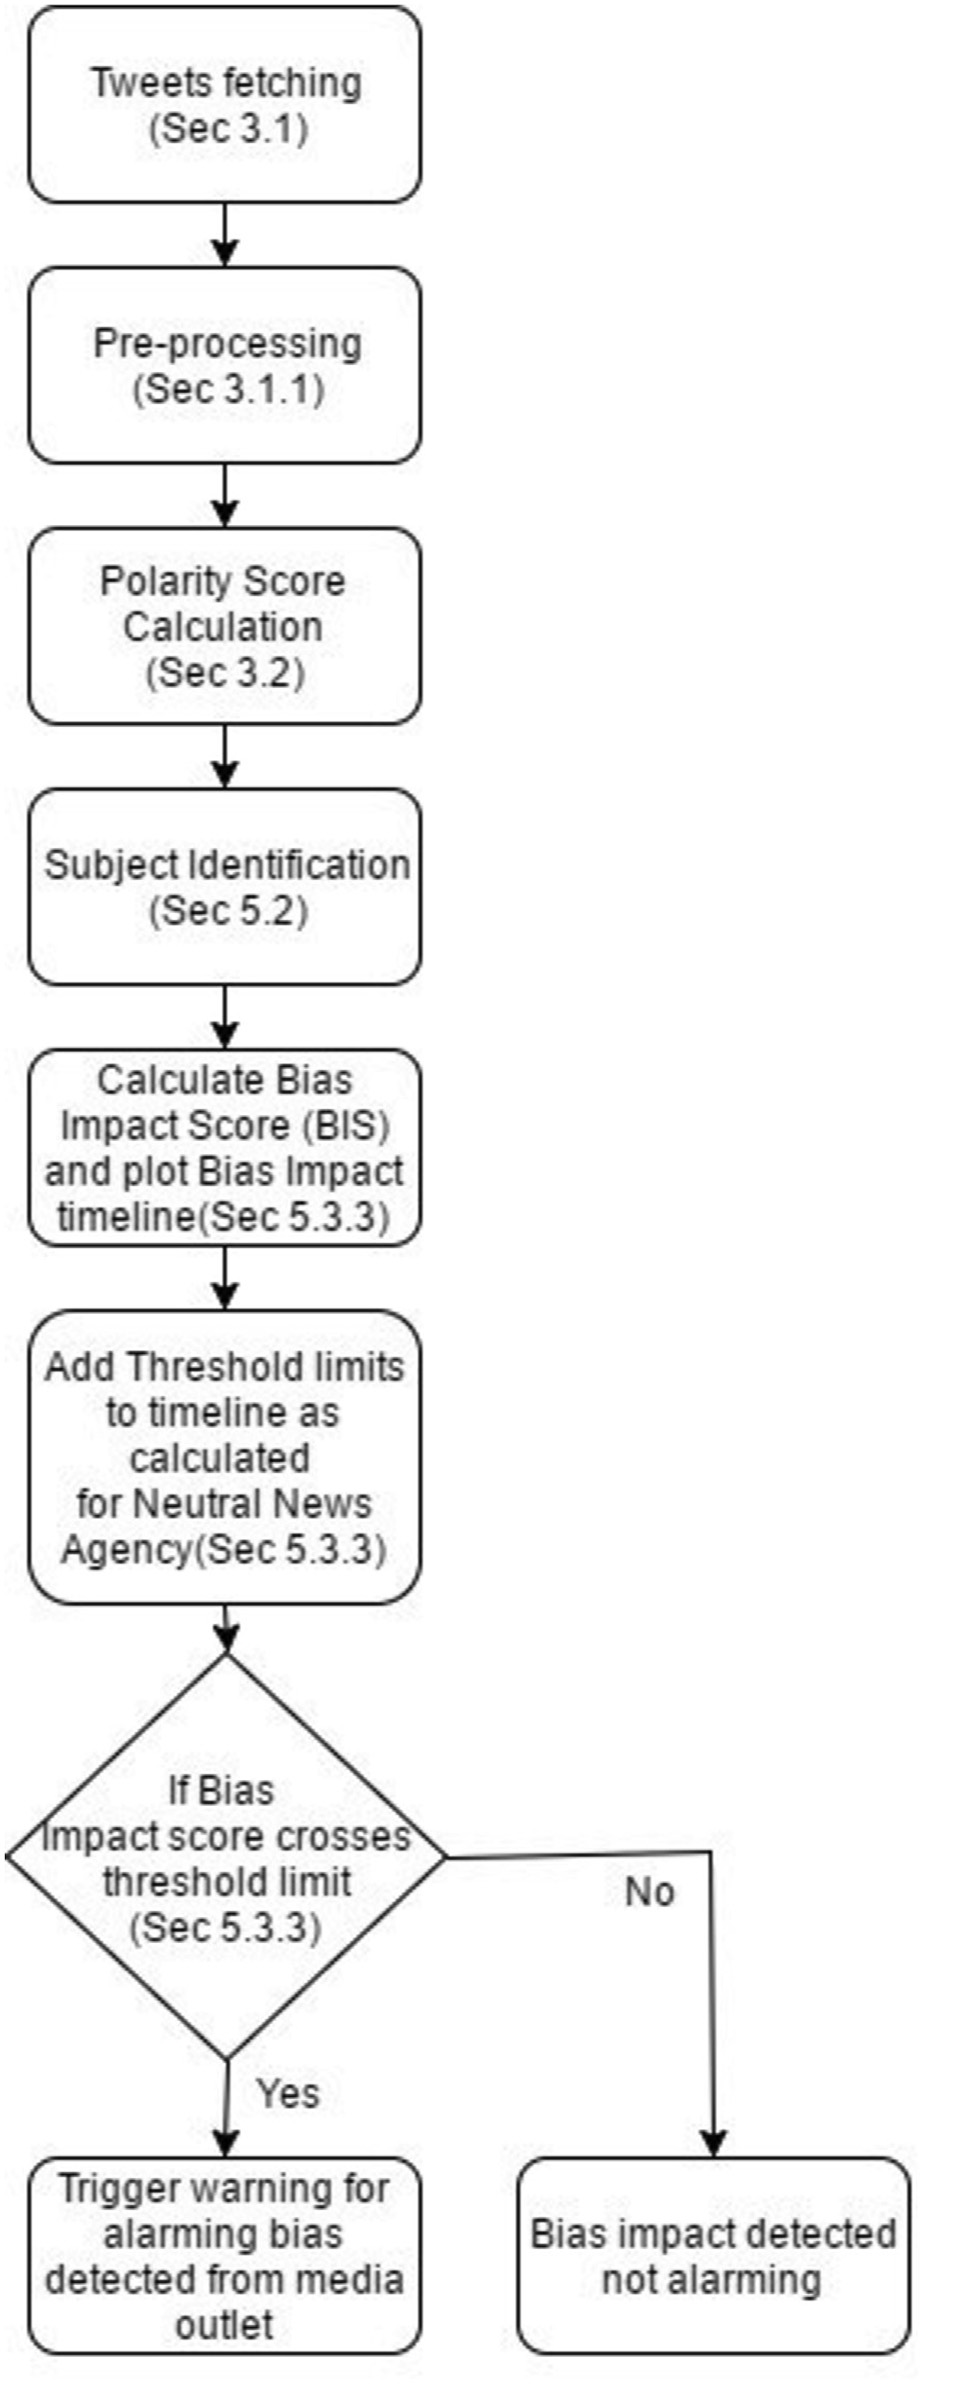 Tweets fetching
(Sec 3.1)
Pre-processing
(Sec 3.1.1)
Polarity Score
Calculation
(Sec 3.2)
Subject Identification
(Sec 5.2)
Calculate Bias
Impact Score (BIS)
and plot Bias Impact
timeline(Sec 5.3.3)
Add Threshold limits
to timeline as
calculated
for Neutral News
Agency(Sec 5.3.3)
If Bias
Impact score crosses
threshold limit
(Sec 5.3.3)
No
Yes
Trigger warning for
alarming bias
detected from media
outlet
Bias impact detected
not alarming